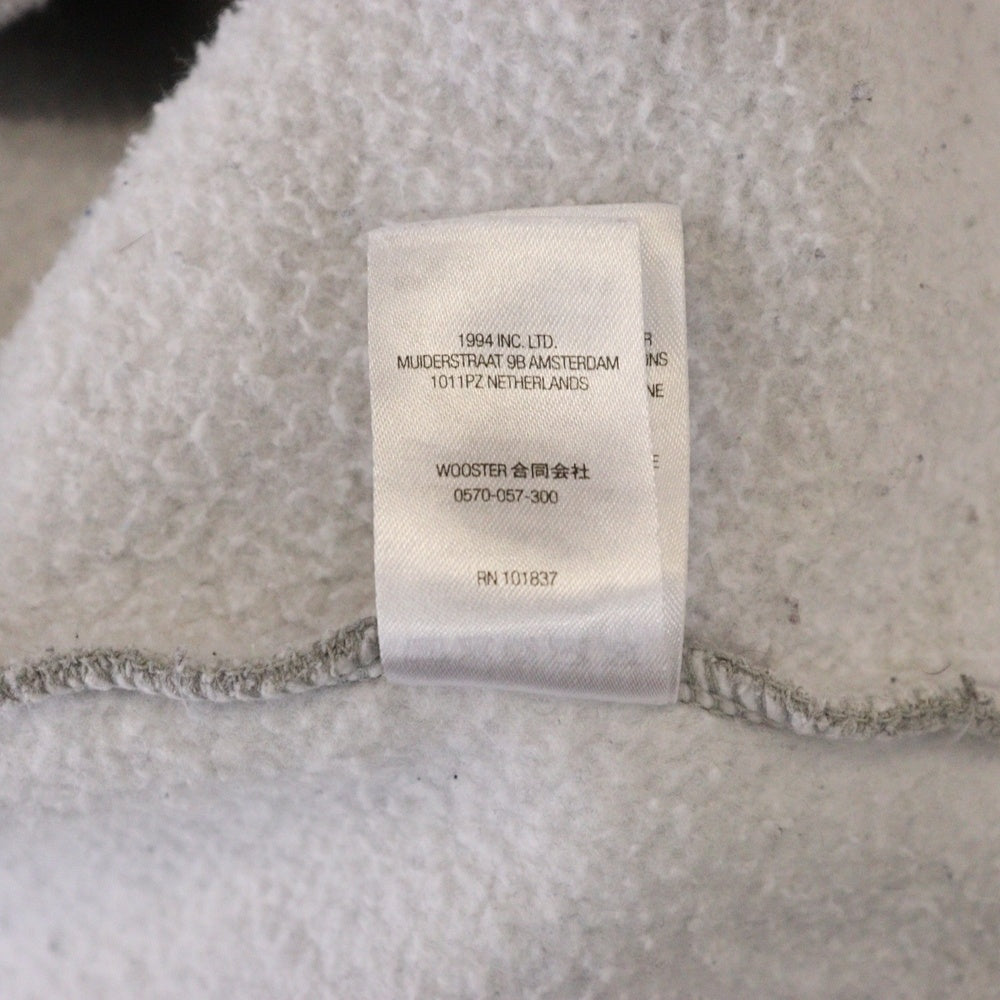 1994 INC. LTD.
MUIDERSTRAAT 9B AMSTERDAM
1011PZ NETHERLANDS
WOOSTER 合同会社
0570-057-300
RN 101837